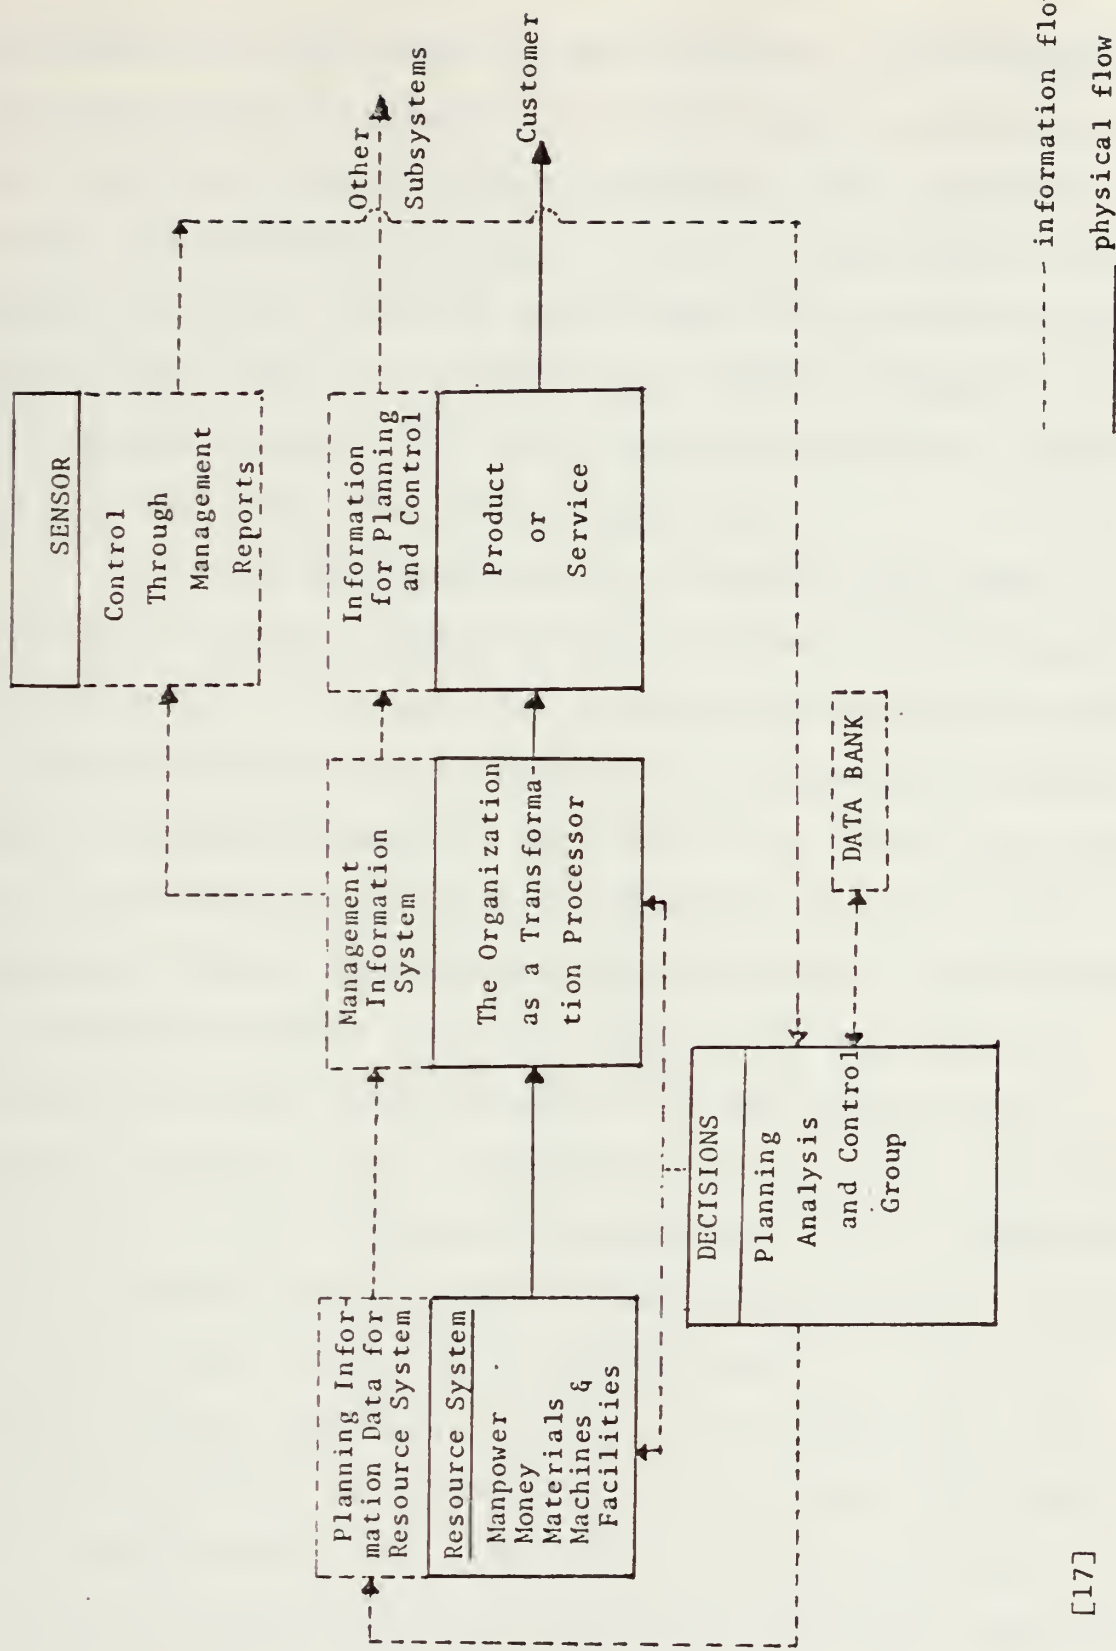 SENSOR
Control
Through
Management
Reports
Planning Infor-
mation Data for
Resource System
Management
Information
System
Information
for Planning
and Control
Other
Subsystems
Resource System
Manpower
Money
Materials
Machines &
Facilities
The Organization
as a Transforma-
tion Processor
Product
or
Service
Customer
DECISIONS
Planning
Analysis
and Control
Group
DATA BANK
[17]
information flo
physical flow